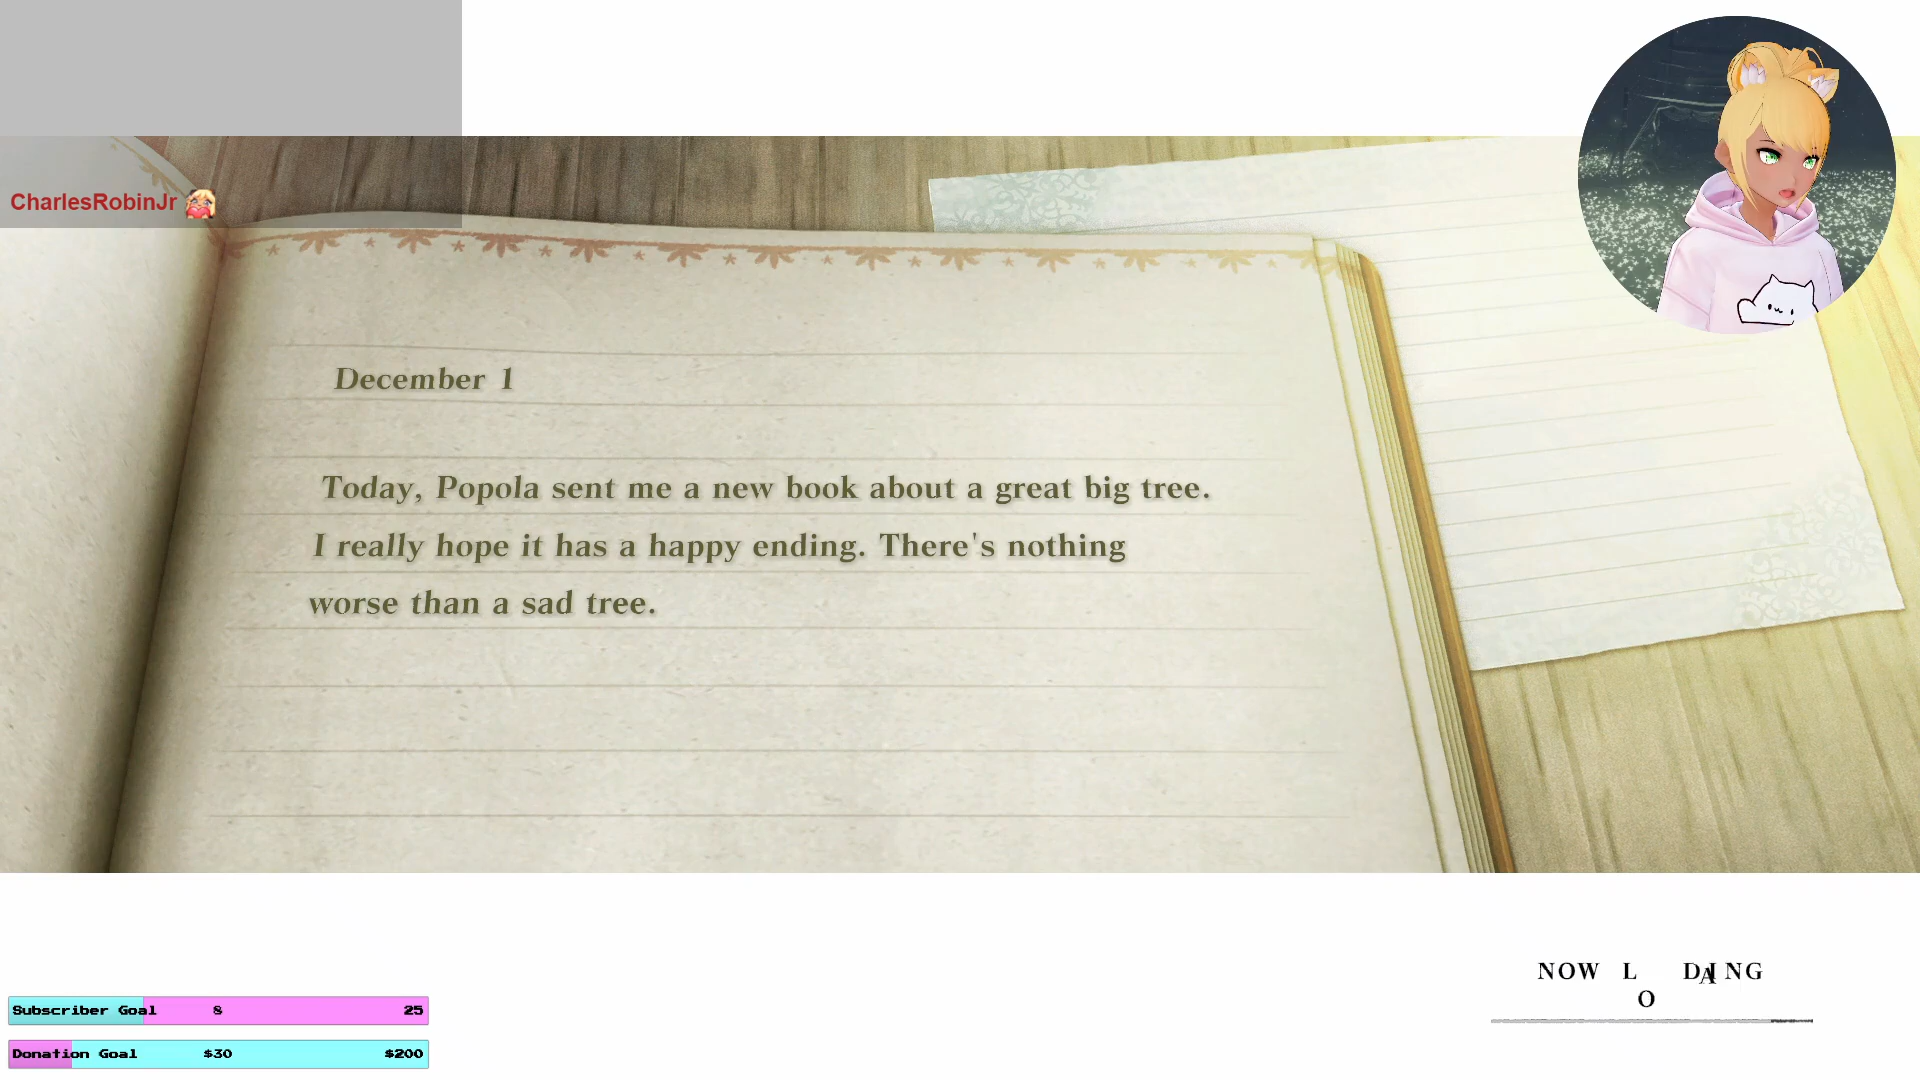 CharlesRobinJr
December 1
Today, Popola sent me a new book about a great big tree.
I really hope it has a happy ending. There's nothing
worse than a sad tree.
NOW LOADING
Subscriber Goal 8 25
Donation Goal $30 $200